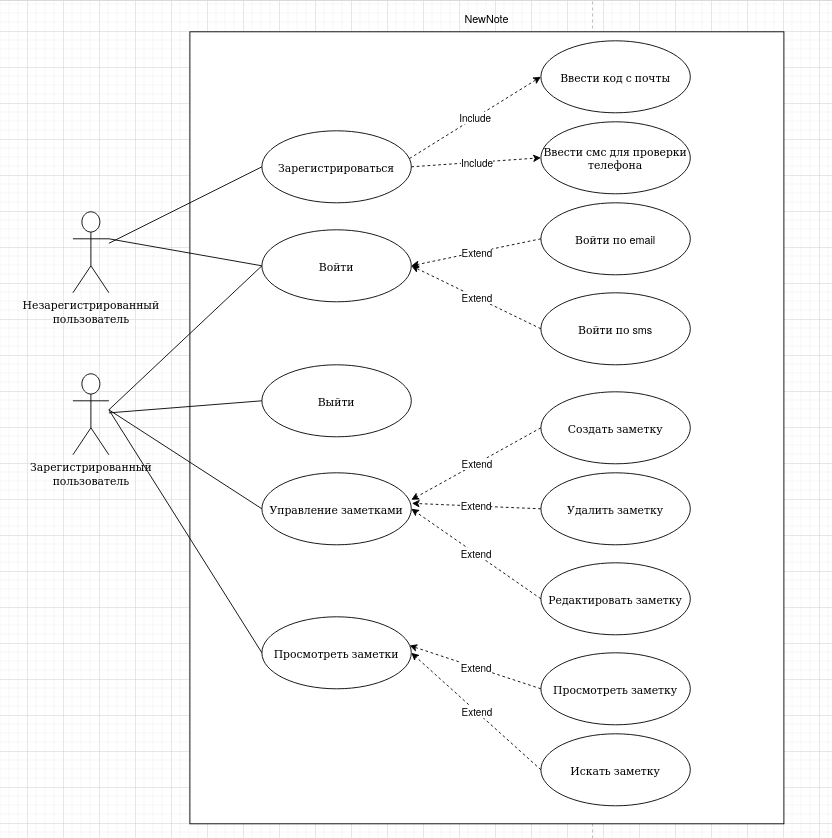 NewNote
Ввести код с почты
Include
Ввести смс для проверки
телефона
Include
Зарегистрироваться
Войти по email
Extend
Войти
Extend
Войти по sms
Незарегистрированный
пользователь
Выйти
Создать заметку
Extend
Зарегистрированный
пользователь
Управление заметками
Extend
Удалить заметку
Extend
Редактировать заметку
Просмотреть заметки
Extend
Просмотреть заметку
Extend
Искать заметку